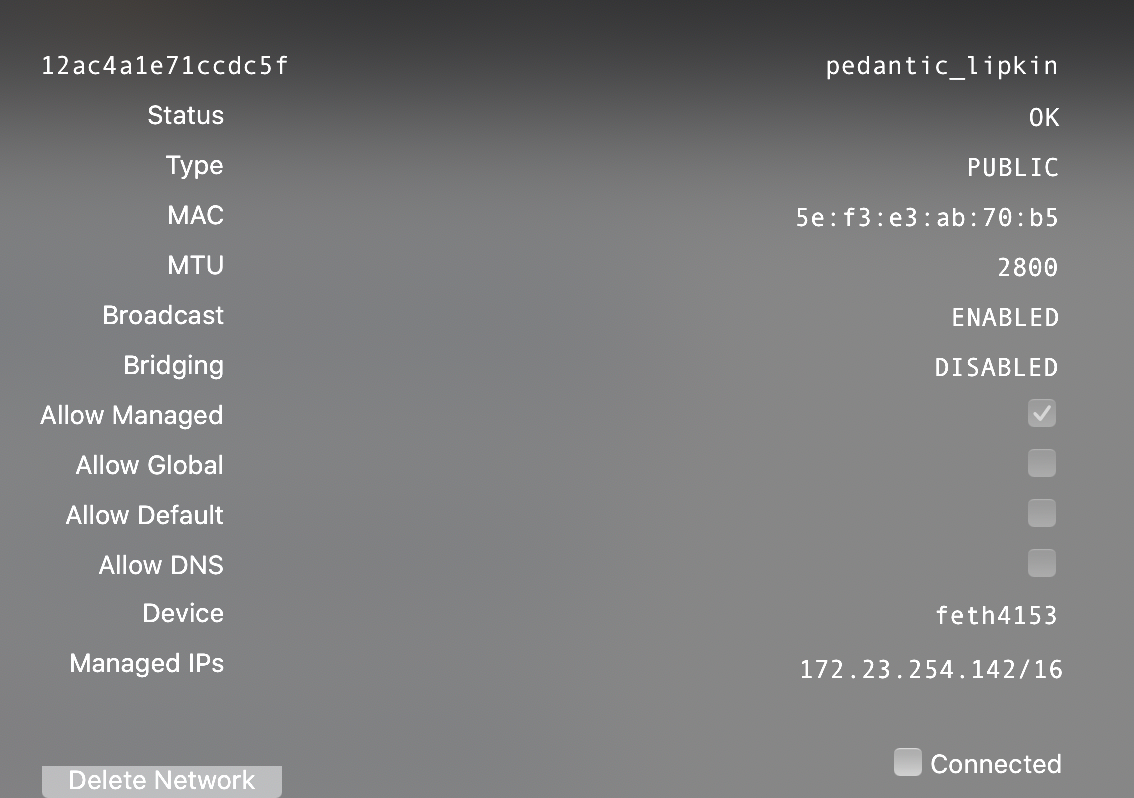 12ac4a1e71ccdc5f pedantic_lipkin
Status OK
Type PUBLIC
MAC 5e:f3:e3:ab:70:b5
MTU 2800
Broadcast ENABLED
Bridging DISABLED
Allow Managed
Allow Global
Allow Default
Allow DNS
Device feth4153
Managed IPs 172.23.254.142/16
Connected
Delete Network